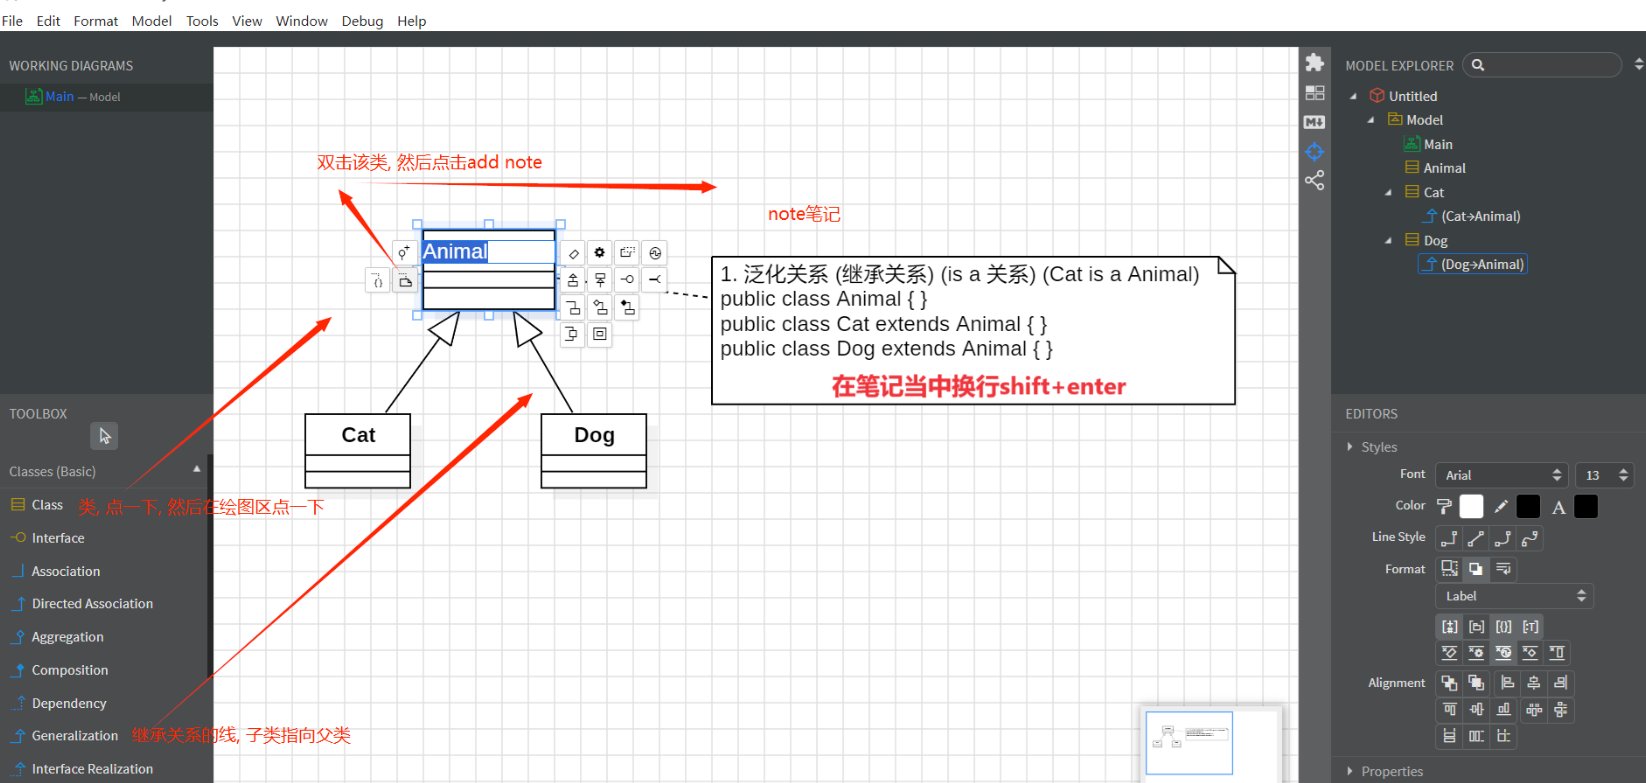 File Edit Format Model Tools View Window Debug Help
WORKING DIAGRAMS
Main — Model
双击该类, 然后点击add note
note笔记
Animal
1. 泛化关系 (继承关系) (is a 关系) (Cat is a Animal)
public class Animal { }
public class Cat extends Animal { }
public class Dog extends Animal { }
在笔记当中换行shift+enter
Cat
Dog
TOOLBOX
Classes (Basic)
Class
类, 点一下, 然后在绘图区点一下
Interface
Association
Directed Association
Aggregation
Composition
Dependency
Generalization
继承关系的线, 子类指向父类
Interface Realization
M↓
MODEL EXPLORER
Untitled
Model
Main
Animal
Cat
(Cat→Animal)
Dog
(Dog→Animal)
EDITORS
Styles
Font Arial 13
Color A
Line Style
Format
Label
Alignment
Properties